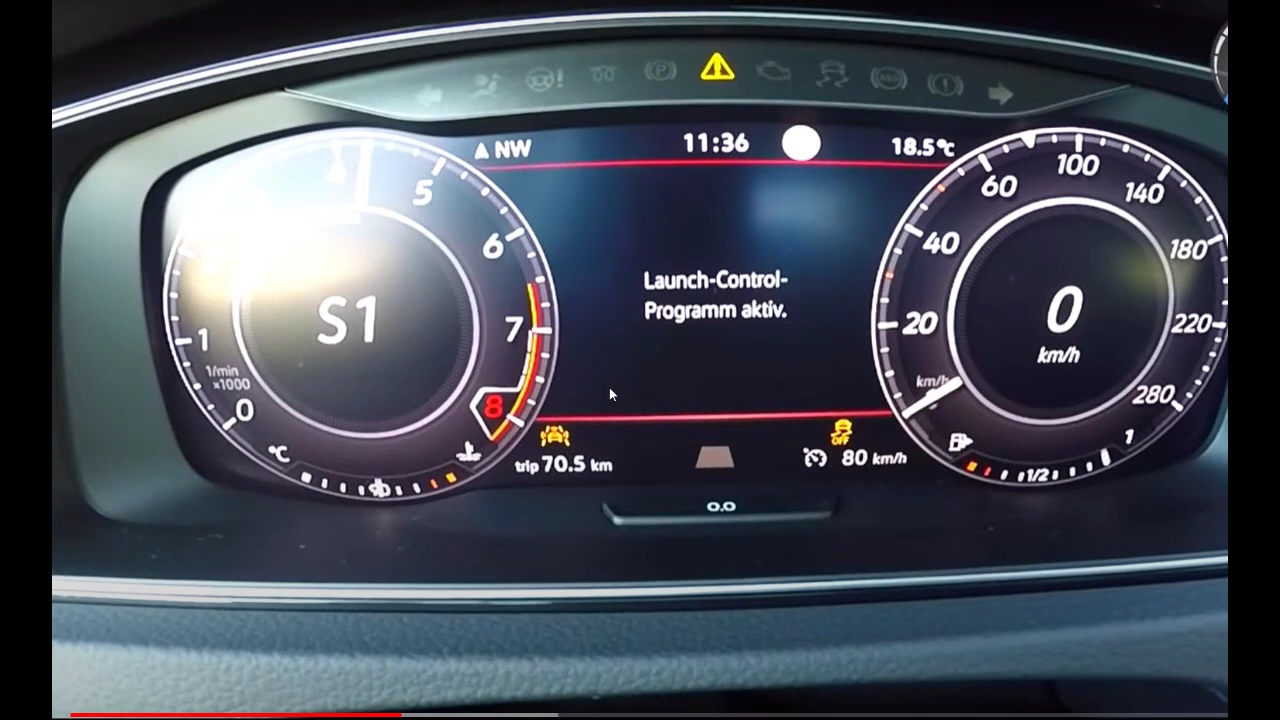 NW
11:36
18.5°C
5
6
7
8
1
0
1/min
x1000
S1
°C
Launch-Control-
Programm aktiv.
20
40
60
100
140
180
220
280
0
km/h
km/h
1/2
1
trip 70.5 km
OFF
80 km/h
0.0